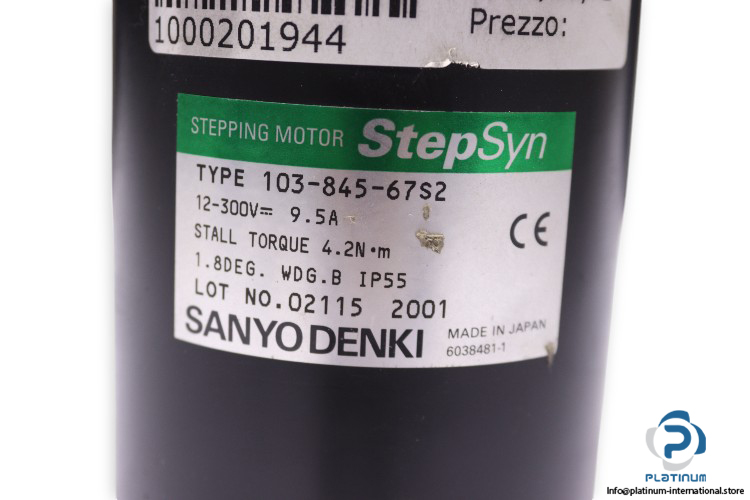 1000201944
Prezzo:
STEPPING MOTOR StepSyn
TYPE 103-845-67S2
12-300V⎓ 9.5A
STALL TORQUE 4.2N・m
1.8DEG. WDG.B IP55
LOT NO.02115 2001
CE
SANYO DENKI
MADE IN JAPAN
6038481-1
PLATINUM
Info@platinum-international.store